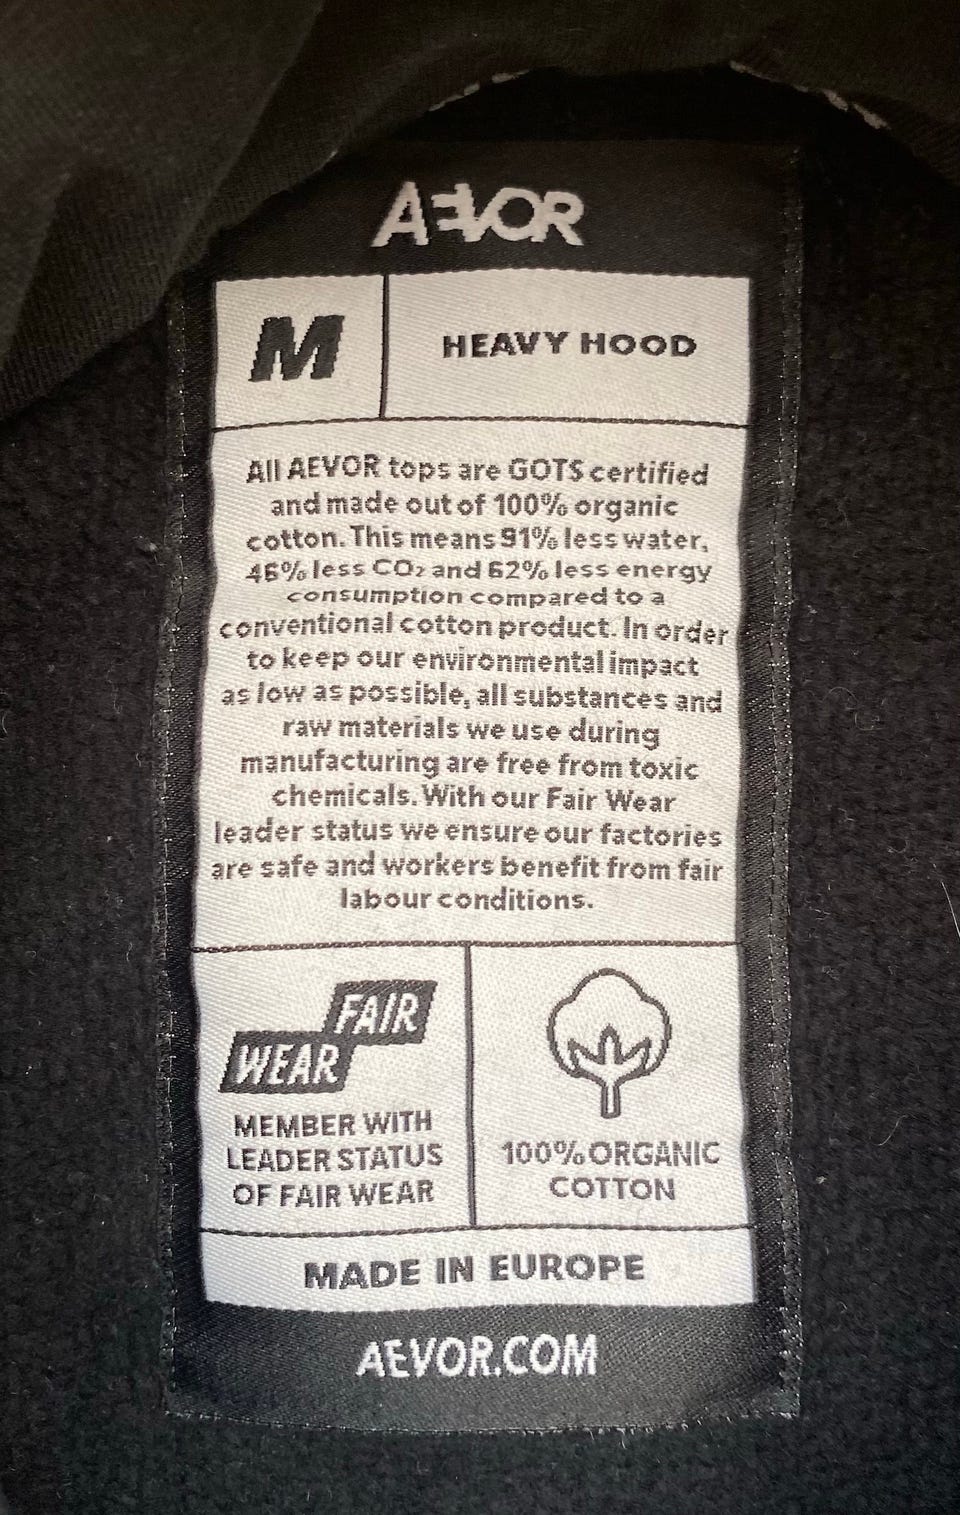 AEVOR
M
HEAVY HOOD
All AEVOR tops are GOTS certified
and made out of 100% organic
cotton. This means 91% less water,
46% less CO₂ and 62% less energy
consumption compared to a
conventional cotton product. In order
to keep our environmental impact
as low as possible, all substances and
raw materials we use during
manufacturing are free from toxic
chemicals. With our Fair Wear
leader status we ensure our factories
are safe and workers benefit from fair
labour conditions.
FAIR
WEAR
MEMBER WITH
LEADER STATUS
OF FAIR WEAR
100% ORGANIC
COTTON
MADE IN EUROPE
AEVOR.COM